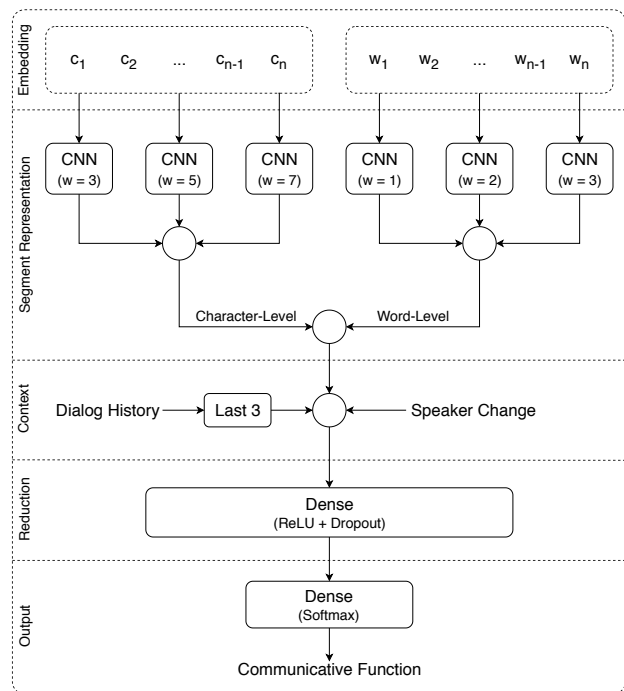 Embedding
c1 c2 ... cn-1 cn
w1 w2 ... wn-1 wn
Segment Representation
CNN
(w = 3)
CNN
(w = 5)
CNN
(w = 7)
CNN
(w = 1)
CNN
(w = 2)
CNN
(w = 3)
Character-Level
Word-Level
Context
Dialog History
Last 3
Speaker Change
Reduction
Dense
(ReLU + Dropout)
Output
Dense
(Softmax)
Communicative Function